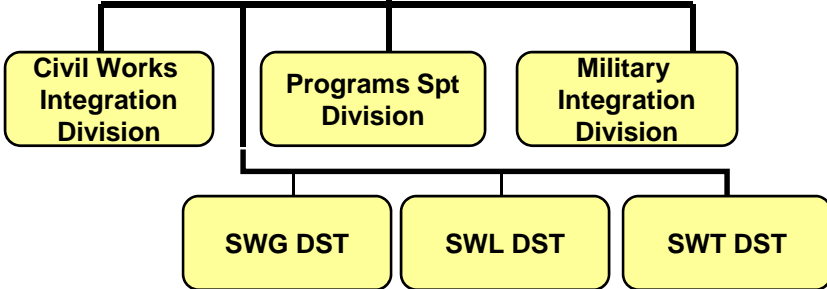 Civil Works
Integration
Division
Programs Spt
Division
Military
Integration
Division
SWG DST
SWL DST
SWT DST